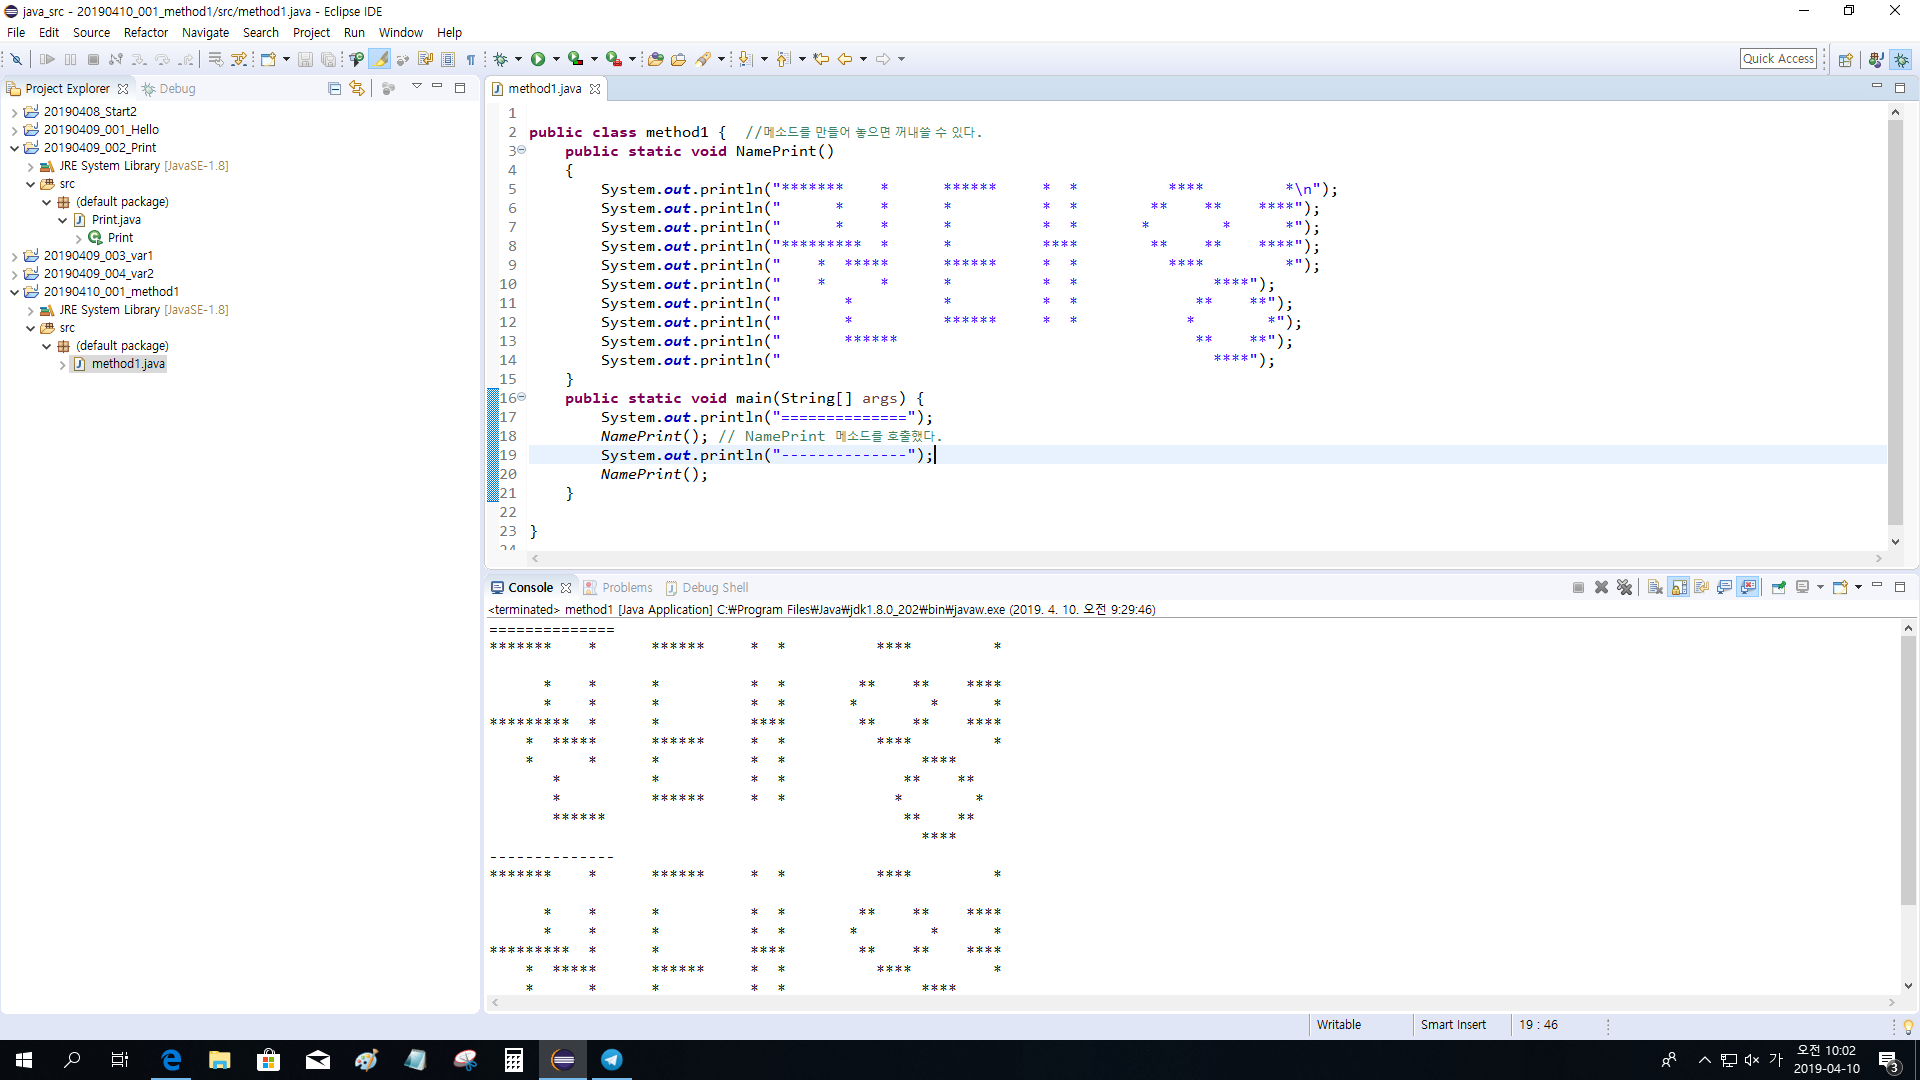 java_src - 20190410_001_method1/src/method1.java - Eclipse IDE
File Edit Source Refactor Navigate Search Project Run Window Help
Quick Access
Project Explorer Debug
20190408_Start2
20190409_001_Hello
20190409_002_Print
JRE System Library [JavaSE-1.8]
src
(default package)
Print.java
Print
20190409_003_var1
20190409_004_var2
20190410_001_method1
JRE System Library [JavaSE-1.8]
src
(default package)
method1.java
method1.java
1
2 public class method1 {  //메소드를 만들어 놓으면 꺼내쓸 수 있다.
3     public static void NamePrint()
4     {
5         System.out.println("*******    *      ******     *  *          ****         *\n");
6         System.out.println("      *    *      *          *  *        **    **    ****");
7         System.out.println("      *    *      *          *  *       *        *      *");
8         System.out.println("*********  *      *          ****        **    **    ****");
9         System.out.println("    *  *****      ******     *  *          ****         *");
10         System.out.println("    *      *      *          *  *               ****");
11         System.out.println("       *          *          *  *             **    **");
12         System.out.println("       *          ******     *  *            *        *");
13         System.out.println("       ******                                 **    **");
14         System.out.println("                                                ****");
15     }
16     public static void main(String[] args) {
17         System.out.println("==============");
18         NamePrint(); // NamePrint 메소드를 호출했다.
19         System.out.println("--------------");
20         NamePrint();
21     }
22
23 }
24
Console Problems Debug Shell
<terminated> method1 [Java Application] C:₩Program Files₩Java₩jdk1.8.0_202₩bin₩javaw.exe (2019. 4. 10. 오전 9:29:46)
==============
*******    *      ******     *  *          ****         *
      *    *      *          *  *        **    **    ****
      *    *      *          *  *       *        *      *
*********  *      *          ****        **    **    ****
    *  *****      ******     *  *          ****         *
    *      *      *          *  *               ****
       *          *          *  *             **    **
       *          ******     *  *            *        *
       ******                                 **    **
                                                ****
--------------
*******    *      ******     *  *          ****         *
      *    *      *          *  *        **    **    ****
      *    *      *          *  *       *        *      *
*********  *      *          ****        **    **    ****
    *  *****      ******     *  *          ****         *
    *      *      *          *  *               ****
Writable Smart Insert 19 : 46
가 오전 10:02
2019-04-10
3